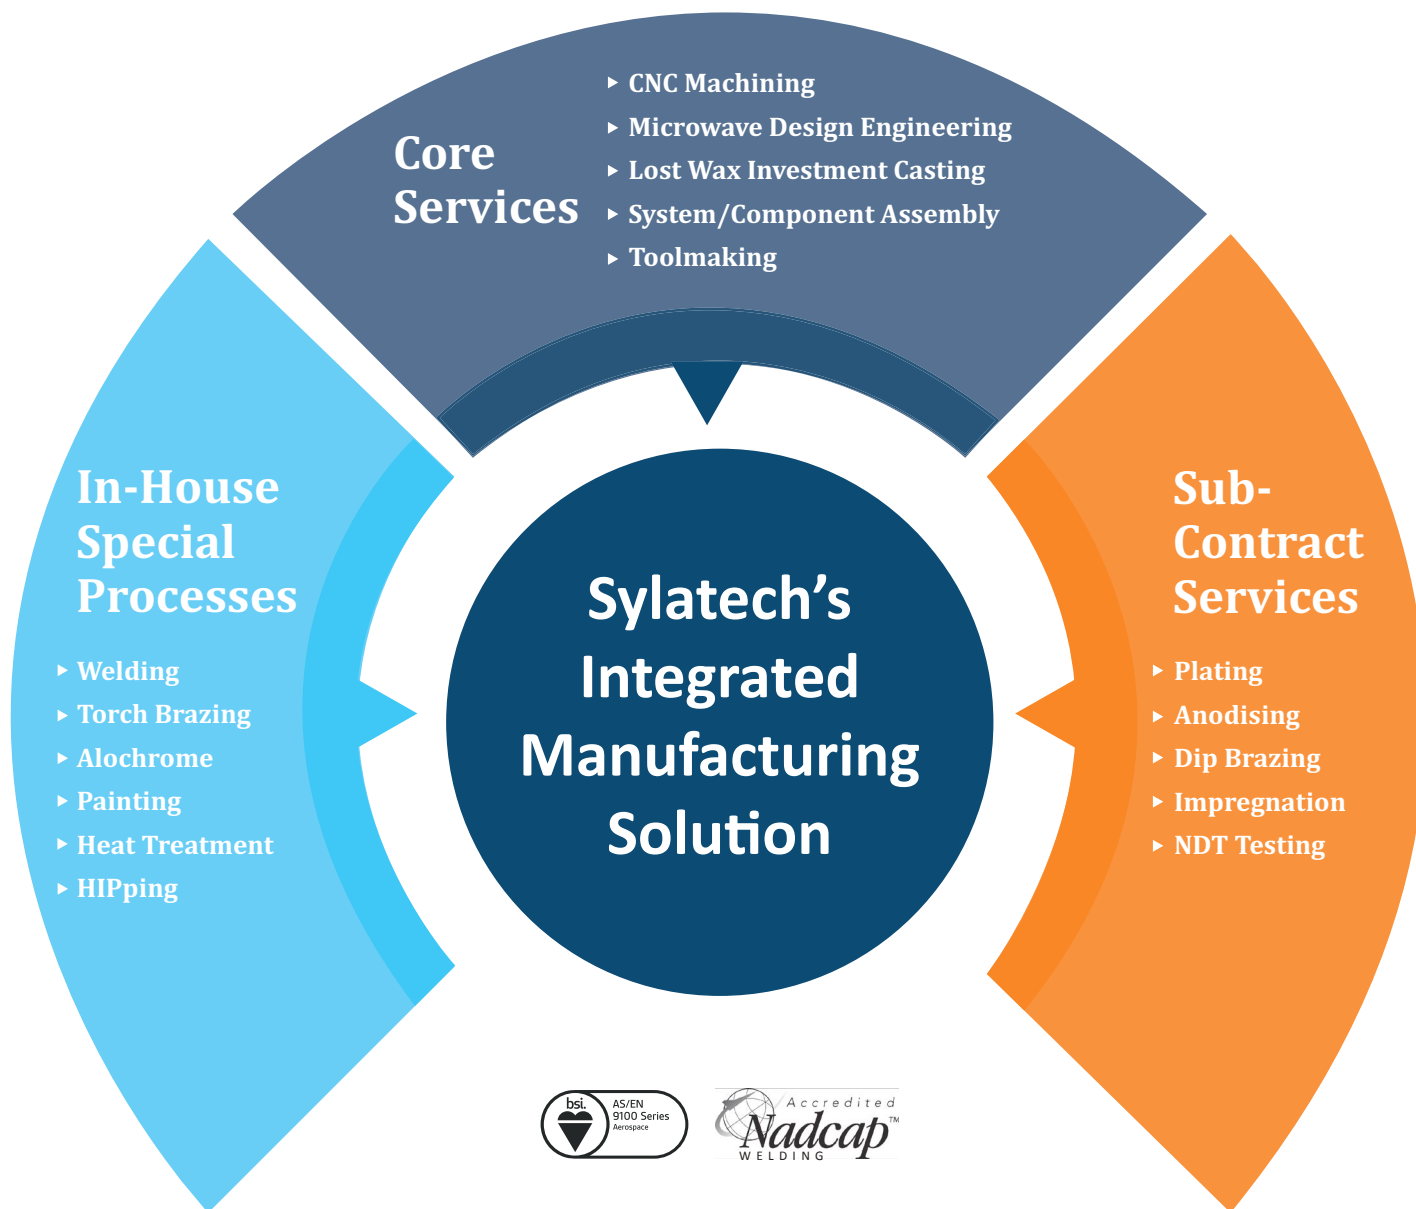 Core
Services
CNC Machining
Microwave Design Engineering
Lost Wax Investment Casting
System/Component Assembly
Toolmaking
In-House
Special
Processes
Welding
Torch Brazing
Alochrome
Painting
Heat Treatment
HIPping
Sylatech’s
Integrated
Manufacturing
Solution
Sub-
Contract
Services
Plating
Anodising
Dip Brazing
Impregnation
NDT Testing
bsi.
AS/EN
9100 Series
Aerospace
Accredited
Nadcap™
WELDING